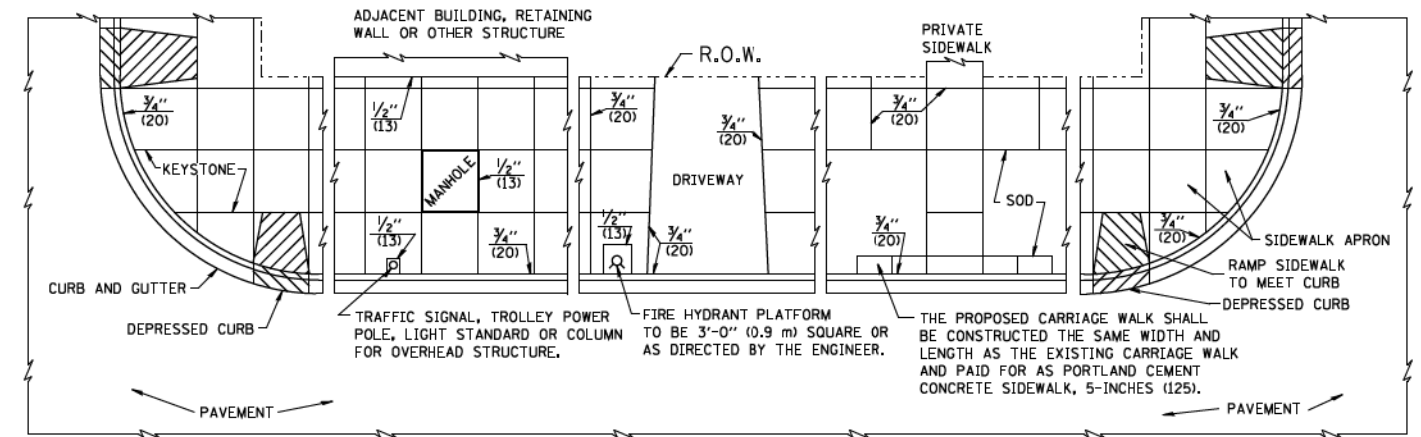 ADJACENT BUILDING, RETAINING
WALL OR OTHER STRUCTURE
R.O.W.
PRIVATE
SIDEWALK
3/4"
(20)
1/2"
(13)
3/4"
(20)
3/4"
(20)
3/4"
(20)
3/4"
(20)
KEYSTONE
MANHOLE
1/2"
(13)
DRIVEWAY
SOD
1/2"
(13)
3/4"
(20)
1/2"
(13)
3/4"
(20)
3/4"
(20)
3/4"
(20)
SIDEWALK APRON
RAMP SIDEWALK
TO MEET CURB
DEPRESSED CURB
CURB AND GUTTER
DEPRESSED CURB
TRAFFIC SIGNAL, TROLLEY POWER
POLE, LIGHT STANDARD OR COLUMN
FOR OVERHEAD STRUCTURE.
FIRE HYDRANT PLATFORM
TO BE 3'-0" (0.9 m) SQUARE OR
AS DIRECTED BY THE ENGINEER.
THE PROPOSED CARRIAGE WALK SHALL
BE CONSTRUCTED THE SAME WIDTH AND
LENGTH AS THE EXISTING CARRIAGE WALK
AND PAID FOR AS PORTLAND CEMENT
CONCRETE SIDEWALK, 5-INCHES (125).
PAVEMENT
PAVEMENT